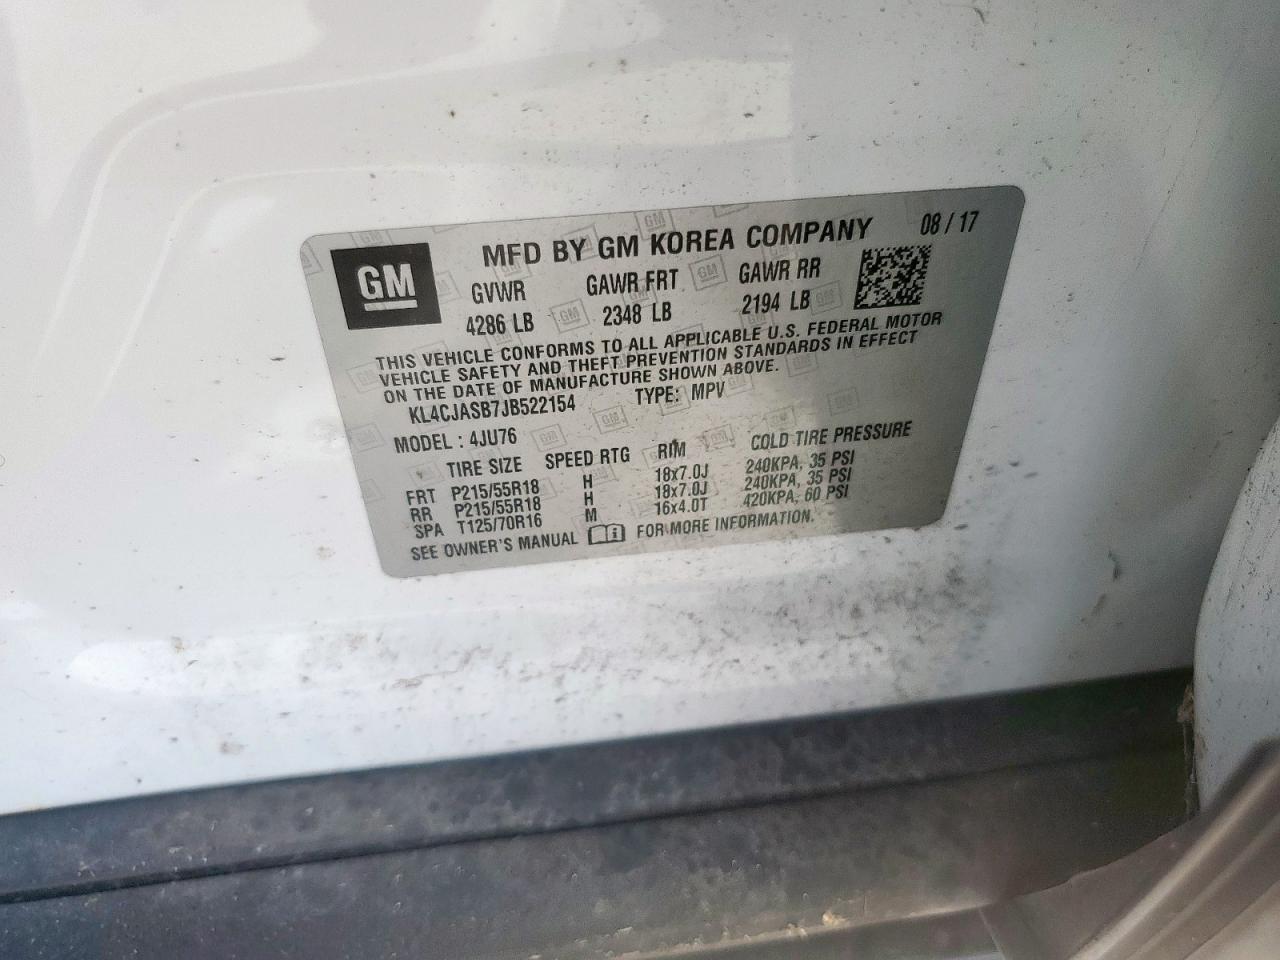 GM
MFD BY GM KOREA COMPANY 08 / 17
GVWR GAWR FRT GAWR RR
4286 LB 2348 LB 2194 LB
THIS VEHICLE CONFORMS TO ALL APPLICABLE U.S. FEDERAL MOTOR
VEHICLE SAFETY AND THEFT PREVENTION STANDARDS IN EFFECT
ON THE DATE OF MANUFACTURE SHOWN ABOVE.
KL4CJASB7JB522154 TYPE: MPV
MODEL : 4JU76
TIRE SIZE SPEED RTG RIM COLD TIRE PRESSURE
FRT P215/55R18 H 18x7.0J 240KPA, 35 PSI
RR P215/55R18 H 18x7.0J 240KPA, 35 PSI
SPA T125/70R16 M 16x4.0T 420KPA, 60 PSI
SEE OWNER'S MANUAL FOR MORE INFORMATION.